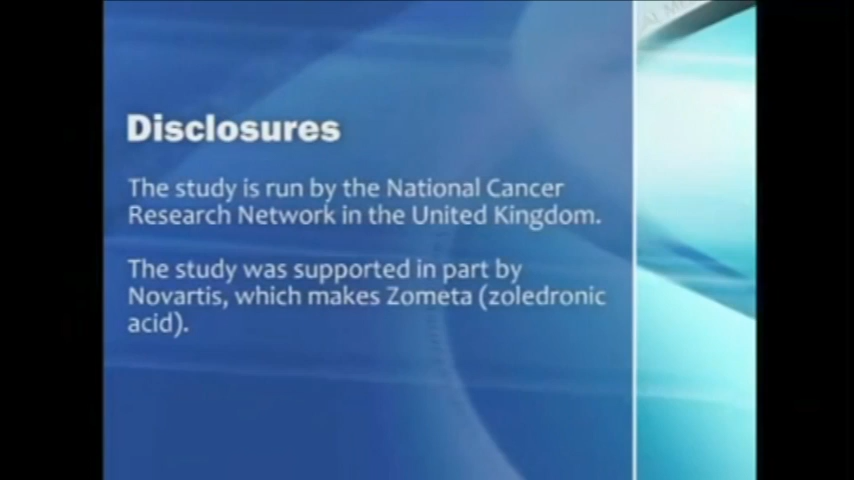 Disclosures
The study is run by the National Cancer
Research Network in the United Kingdom.
The study was supported in part by
Novartis, which makes Zometa (zoledronic
acid).